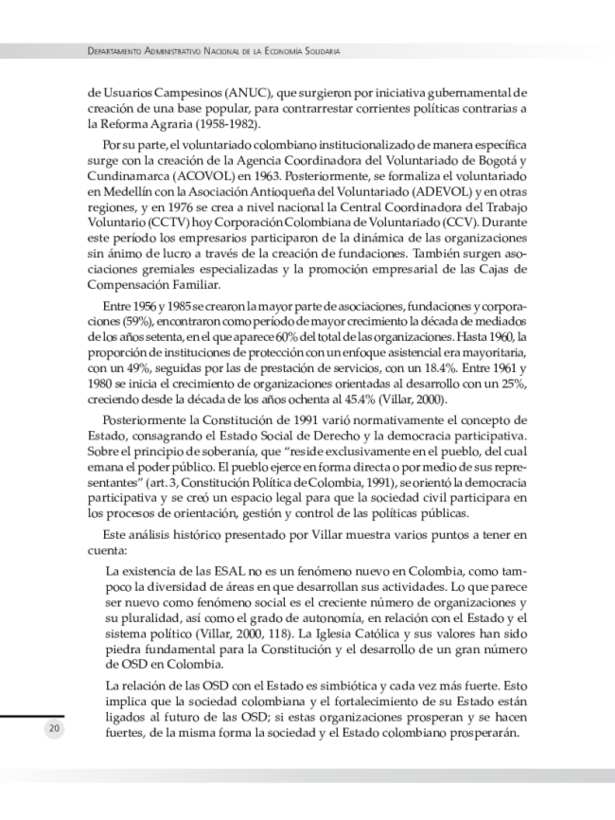 Departamento Administrativo Nacional de la Economía Solidaria
de Usuarios Campesinos (ANUC), que surgieron por iniciativa gubernamental de
creación de una base popular, para contrarrestar corrientes políticas contrarias a
la Reforma Agraria (1958-1982).
Por su parte, el voluntariado colombiano institucionalizado de manera específica
surge con la creación de la Agencia Coordinadora del Voluntariado de Bogotá y
Cundinamarca (ACOVOL) en 1963. Posteriormente, se formaliza el voluntariado
en Medellín con la Asociación Antioqueña del Voluntariado (ADEVOL) y en otras
regiones, y en 1976 se crea a nivel nacional la Central Coordinadora del Trabajo
Voluntario (CCTV) hoy Corporación Colombiana de Voluntariado (CCV). Durante
este período los empresarios participaron de la dinámica de las organizaciones
sin ánimo de lucro a través de la creación de fundaciones. También surgen aso-
ciaciones gremiales especializadas y la promoción empresarial de las Cajas de
Compensación Familiar.
Entre 1956 y 1985 se crearon la mayor parte de asociaciones, fundaciones y corpora-
ciones (59%), encontraron como período de mayor crecimiento la década de mediados
de los años setenta, en el que aparece 60% del total de las organizaciones. Hasta 1960, la
proporción de instituciones de protección con un enfoque asistencial era mayoritaria,
con un 49%, seguidas por las de prestación de servicios, con un 18.4%. Entre 1961 y
1980 se inicia el crecimiento de organizaciones orientadas al desarrollo con un 25%,
creciendo desde la década de los años ochenta al 45.4% (Villar, 2000).
Posteriormente la Constitución de 1991 varió normativamente el concepto de
Estado, consagrando el Estado Social de Derecho y la democracia participativa.
Sobre el principio de soberanía, que “reside exclusivamente en el pueblo, del cual
emana el poder público. El pueblo ejerce en forma directa o por medio de sus repre-
sentantes” (art. 3, Constitución Política de Colombia, 1991), se orientó la democracia
participativa y se creó un espacio legal para que la sociedad civil participara en
los procesos de orientación, gestión y control de las políticas públicas.
Este análisis histórico presentado por Villar muestra varios puntos a tener en
cuenta:
La existencia de las ESAL no es un fenómeno nuevo en Colombia, como tam-
poco la diversidad de áreas en que desarrollan sus actividades. Lo que parece
ser nuevo como fenómeno social es el creciente número de organizaciones y
su pluralidad, así como el grado de autonomía, en relación con el Estado y el
sistema político (Villar, 2000, 118). La Iglesia Católica y sus valores han sido
piedra fundamental para la Constitución y el desarrollo de un gran número
de OSD en Colombia.
La relación de las OSD con el Estado es simbiótica y cada vez más fuerte. Esto
implica que la sociedad colombiana y el fortalecimiento de su Estado están
ligados al futuro de las OSD; si estas organizaciones prosperan y se hacen
fuertes, de la misma forma la sociedad y el Estado colombiano prosperarán.
20